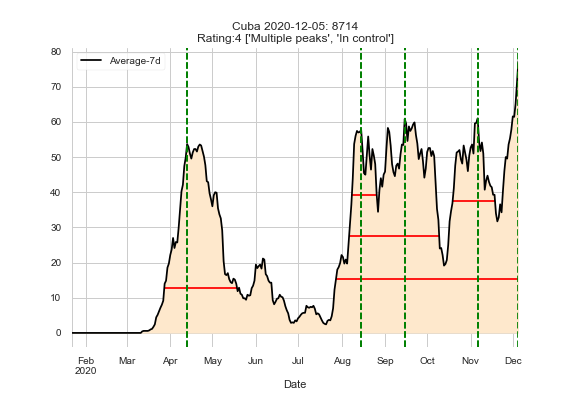 Cuba 2020-12-05: 8714
Rating:4 ['Multiple peaks', 'In control']
80
Average-7d
70
60
50
40
30
20
10
0
Feb Mar Apr May Jun Jul Aug Sep Oct Nov Dec
2020
Date